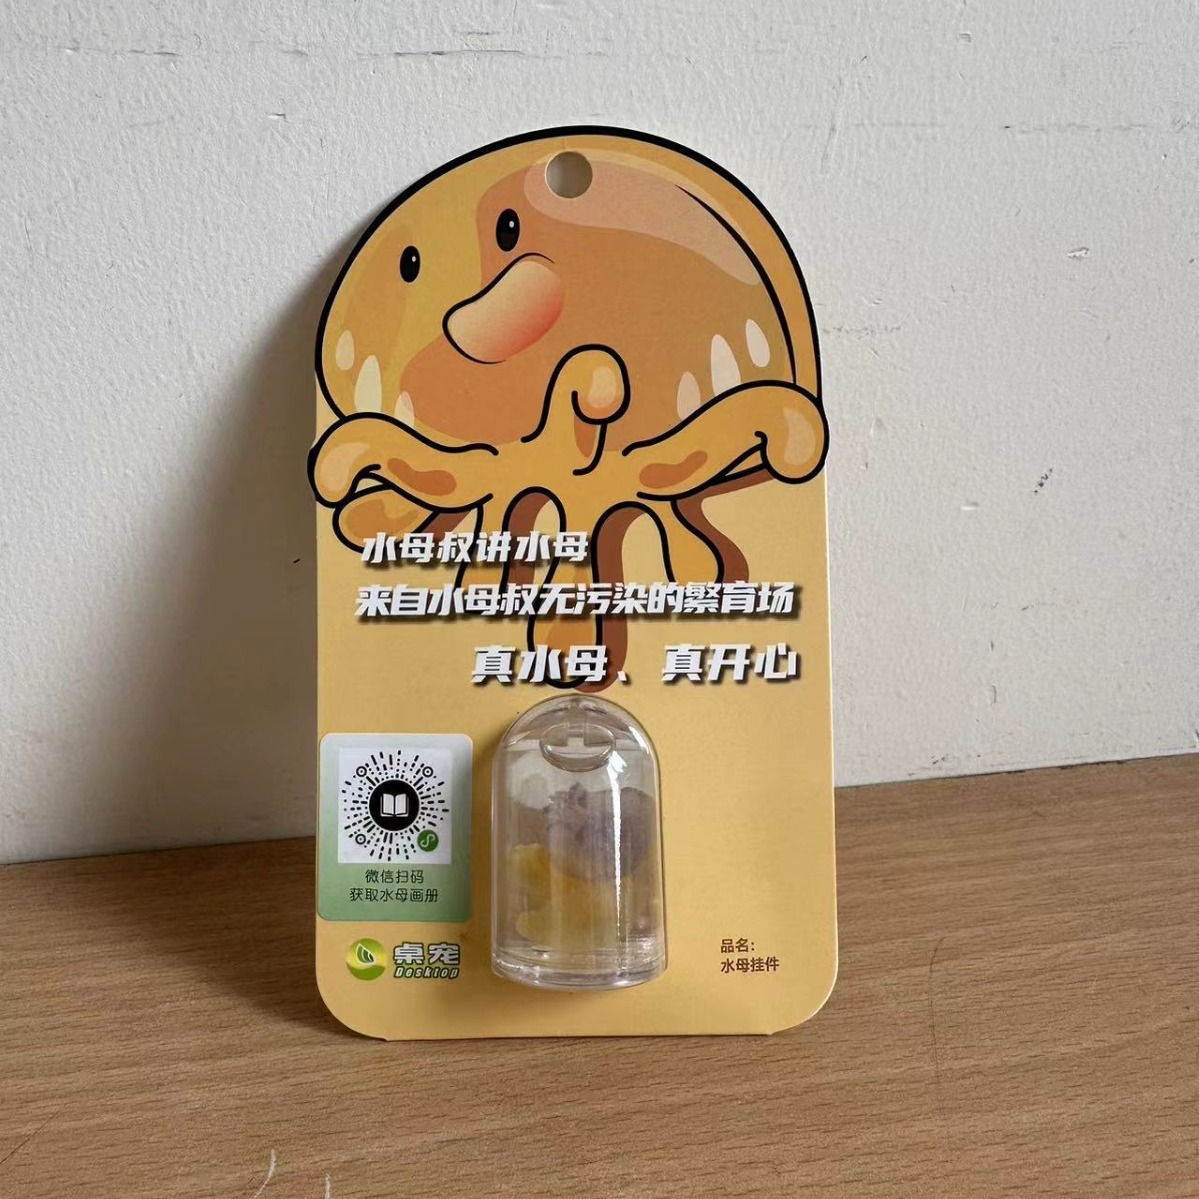 水母叔讲水母
来自水母叔无污染的繁育场
真水母、真开心
微信扫码
获取水母画册
桌宠
Desktop
品名：
水母挂件